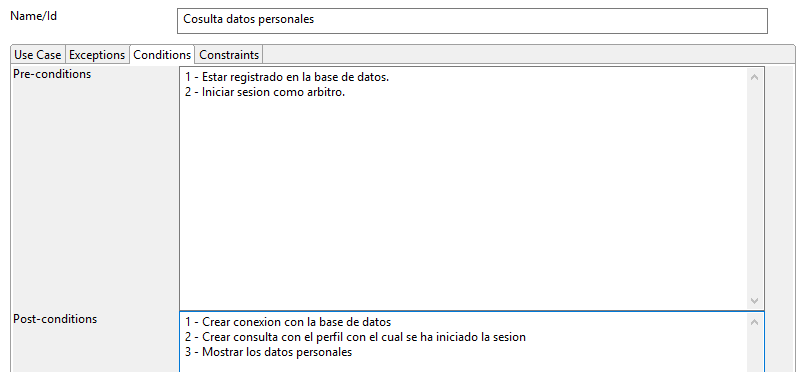 Name/Id
Cosulta datos personales
Use Case Exceptions Conditions Constraints
Pre-conditions
1 - Estar registrado en la base de datos.
2 - Iniciar sesion como arbitro.
Post-conditions
1 - Crear conexion con la base de datos
2 - Crear consulta con el perfil con el cual se ha iniciado la sesion
3 - Mostrar los datos personales